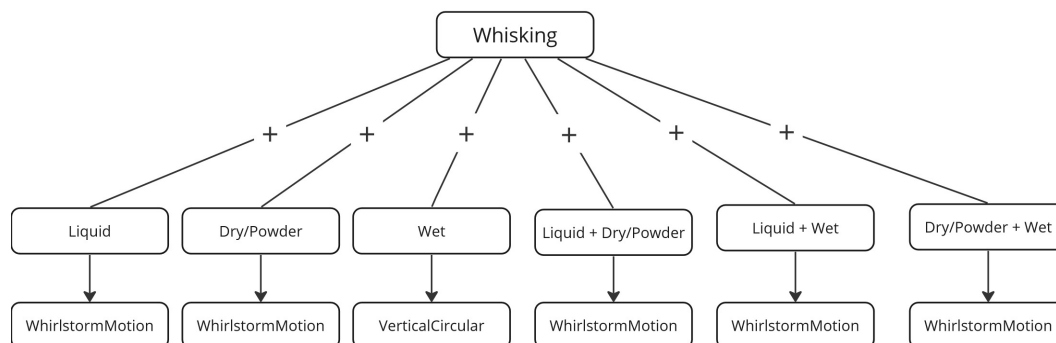 Whisking
+ + + + + +
Liquid Dry/Powder Wet Liquid + Dry/Powder Liquid + Wet Dry/Powder + Wet
WhirlstormMotion WhirlstormMotion VerticalCircular WhirlstormMotion WhirlstormMotion WhirlstormMotion